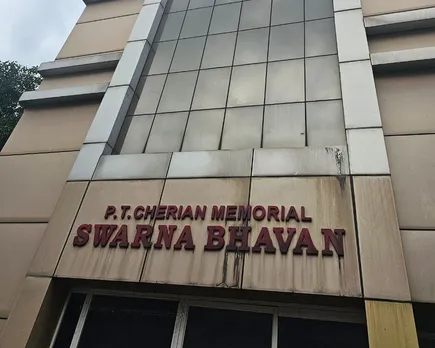 P.T.CHERIAN MEMORIAL
SWARNA BHAVAN